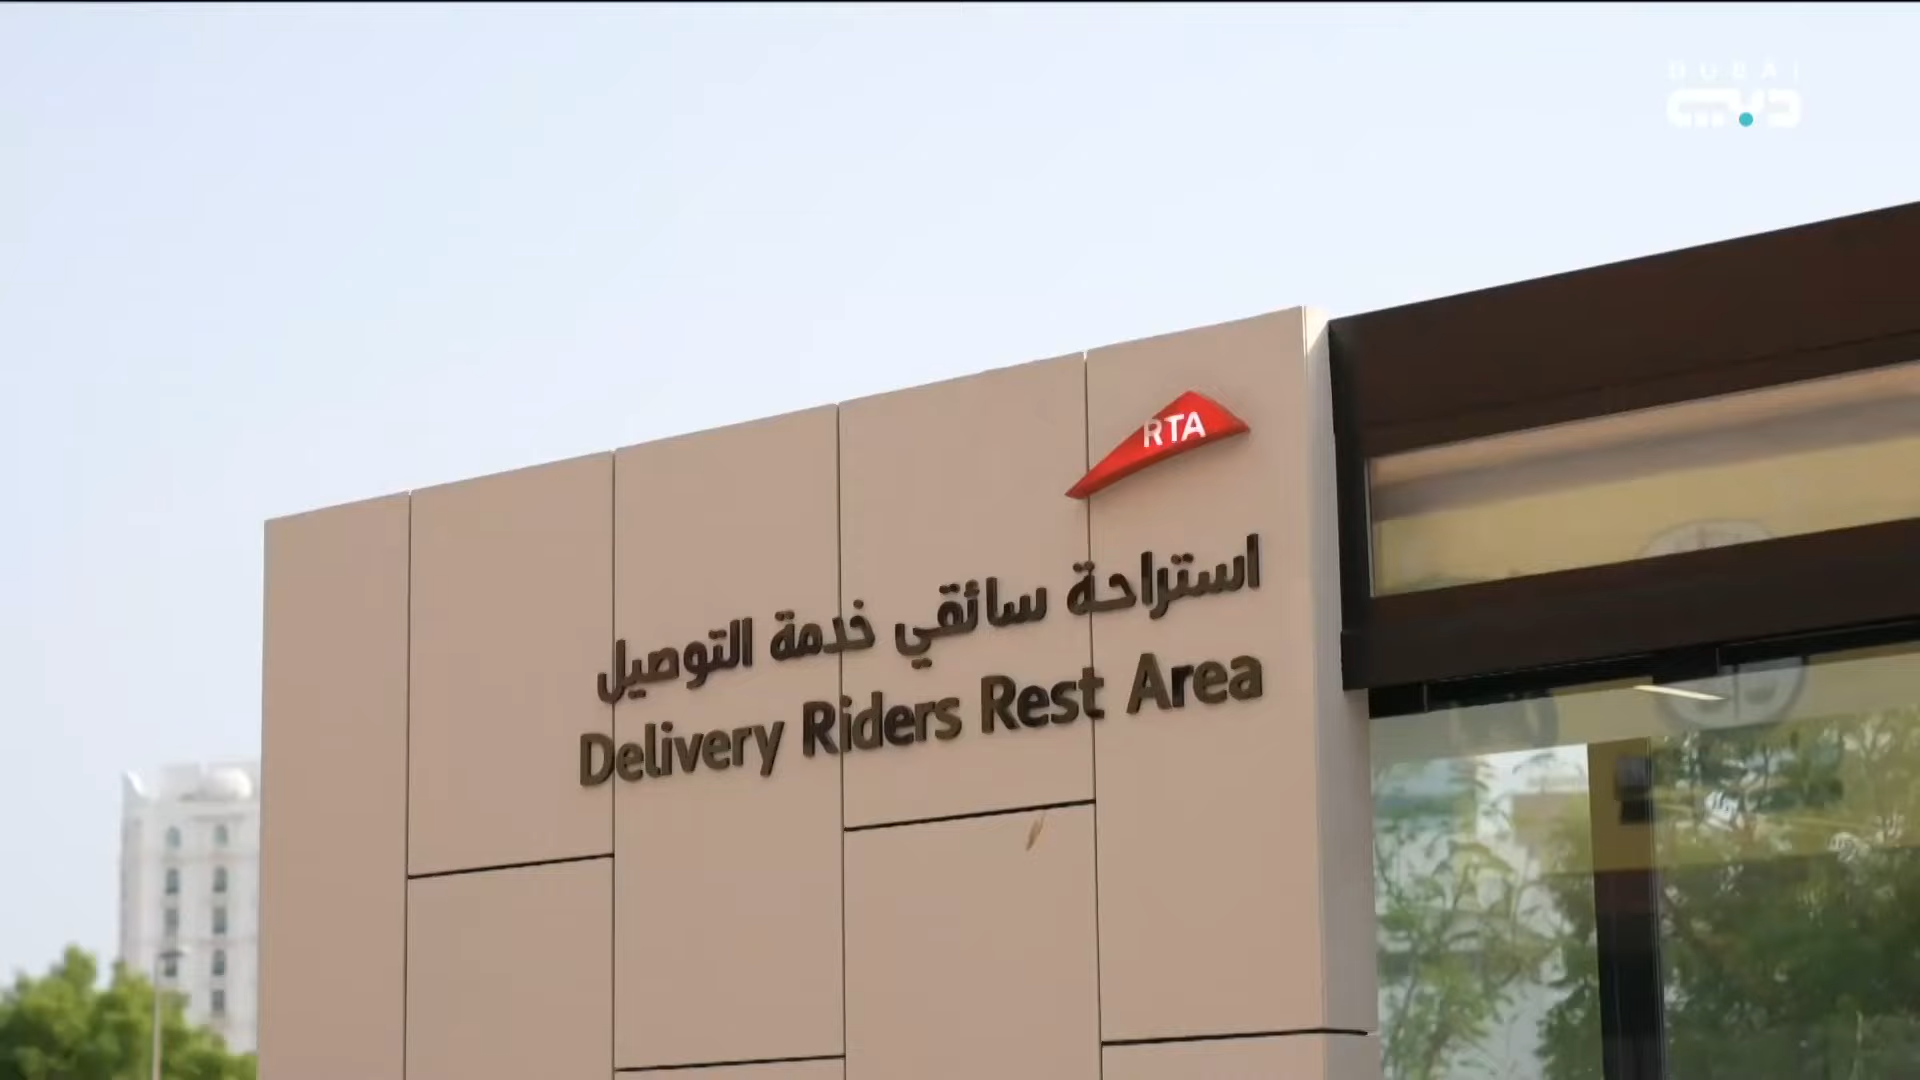 DUBAI
دبي
RTA
استراحة سائقي خدمة التوصيل
Delivery Riders Rest Area